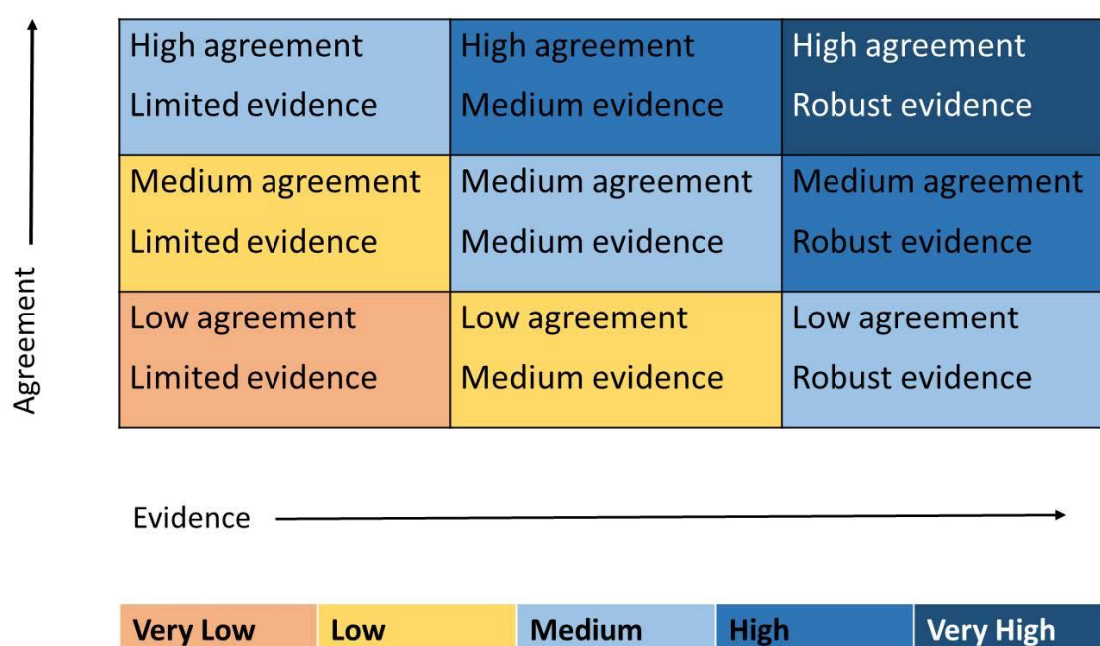 High agreement
Limited evidence
High agreement
Medium evidence
High agreement
Robust evidence
Medium agreement
Limited evidence
Medium agreement
Medium evidence
Medium agreement
Robust evidence
Low agreement
Limited evidence
Low agreement
Medium evidence
Low agreement
Robust evidence
Agreement
Evidence
Very Low
Low
Medium
High
Very High